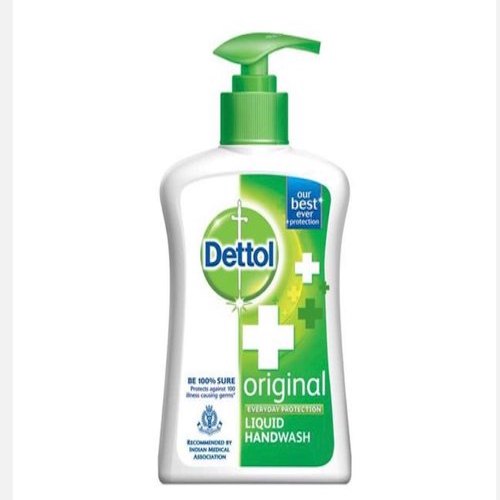 our
best
ever
+protection
Dettol
BE 100% SURE
Protects against 100
illness causing germs*
original
EVERYDAY PROTECTION
LIQUID
HANDWASH
RECOMMENDED BY
INDIAN MEDICAL
ASSOCIATION